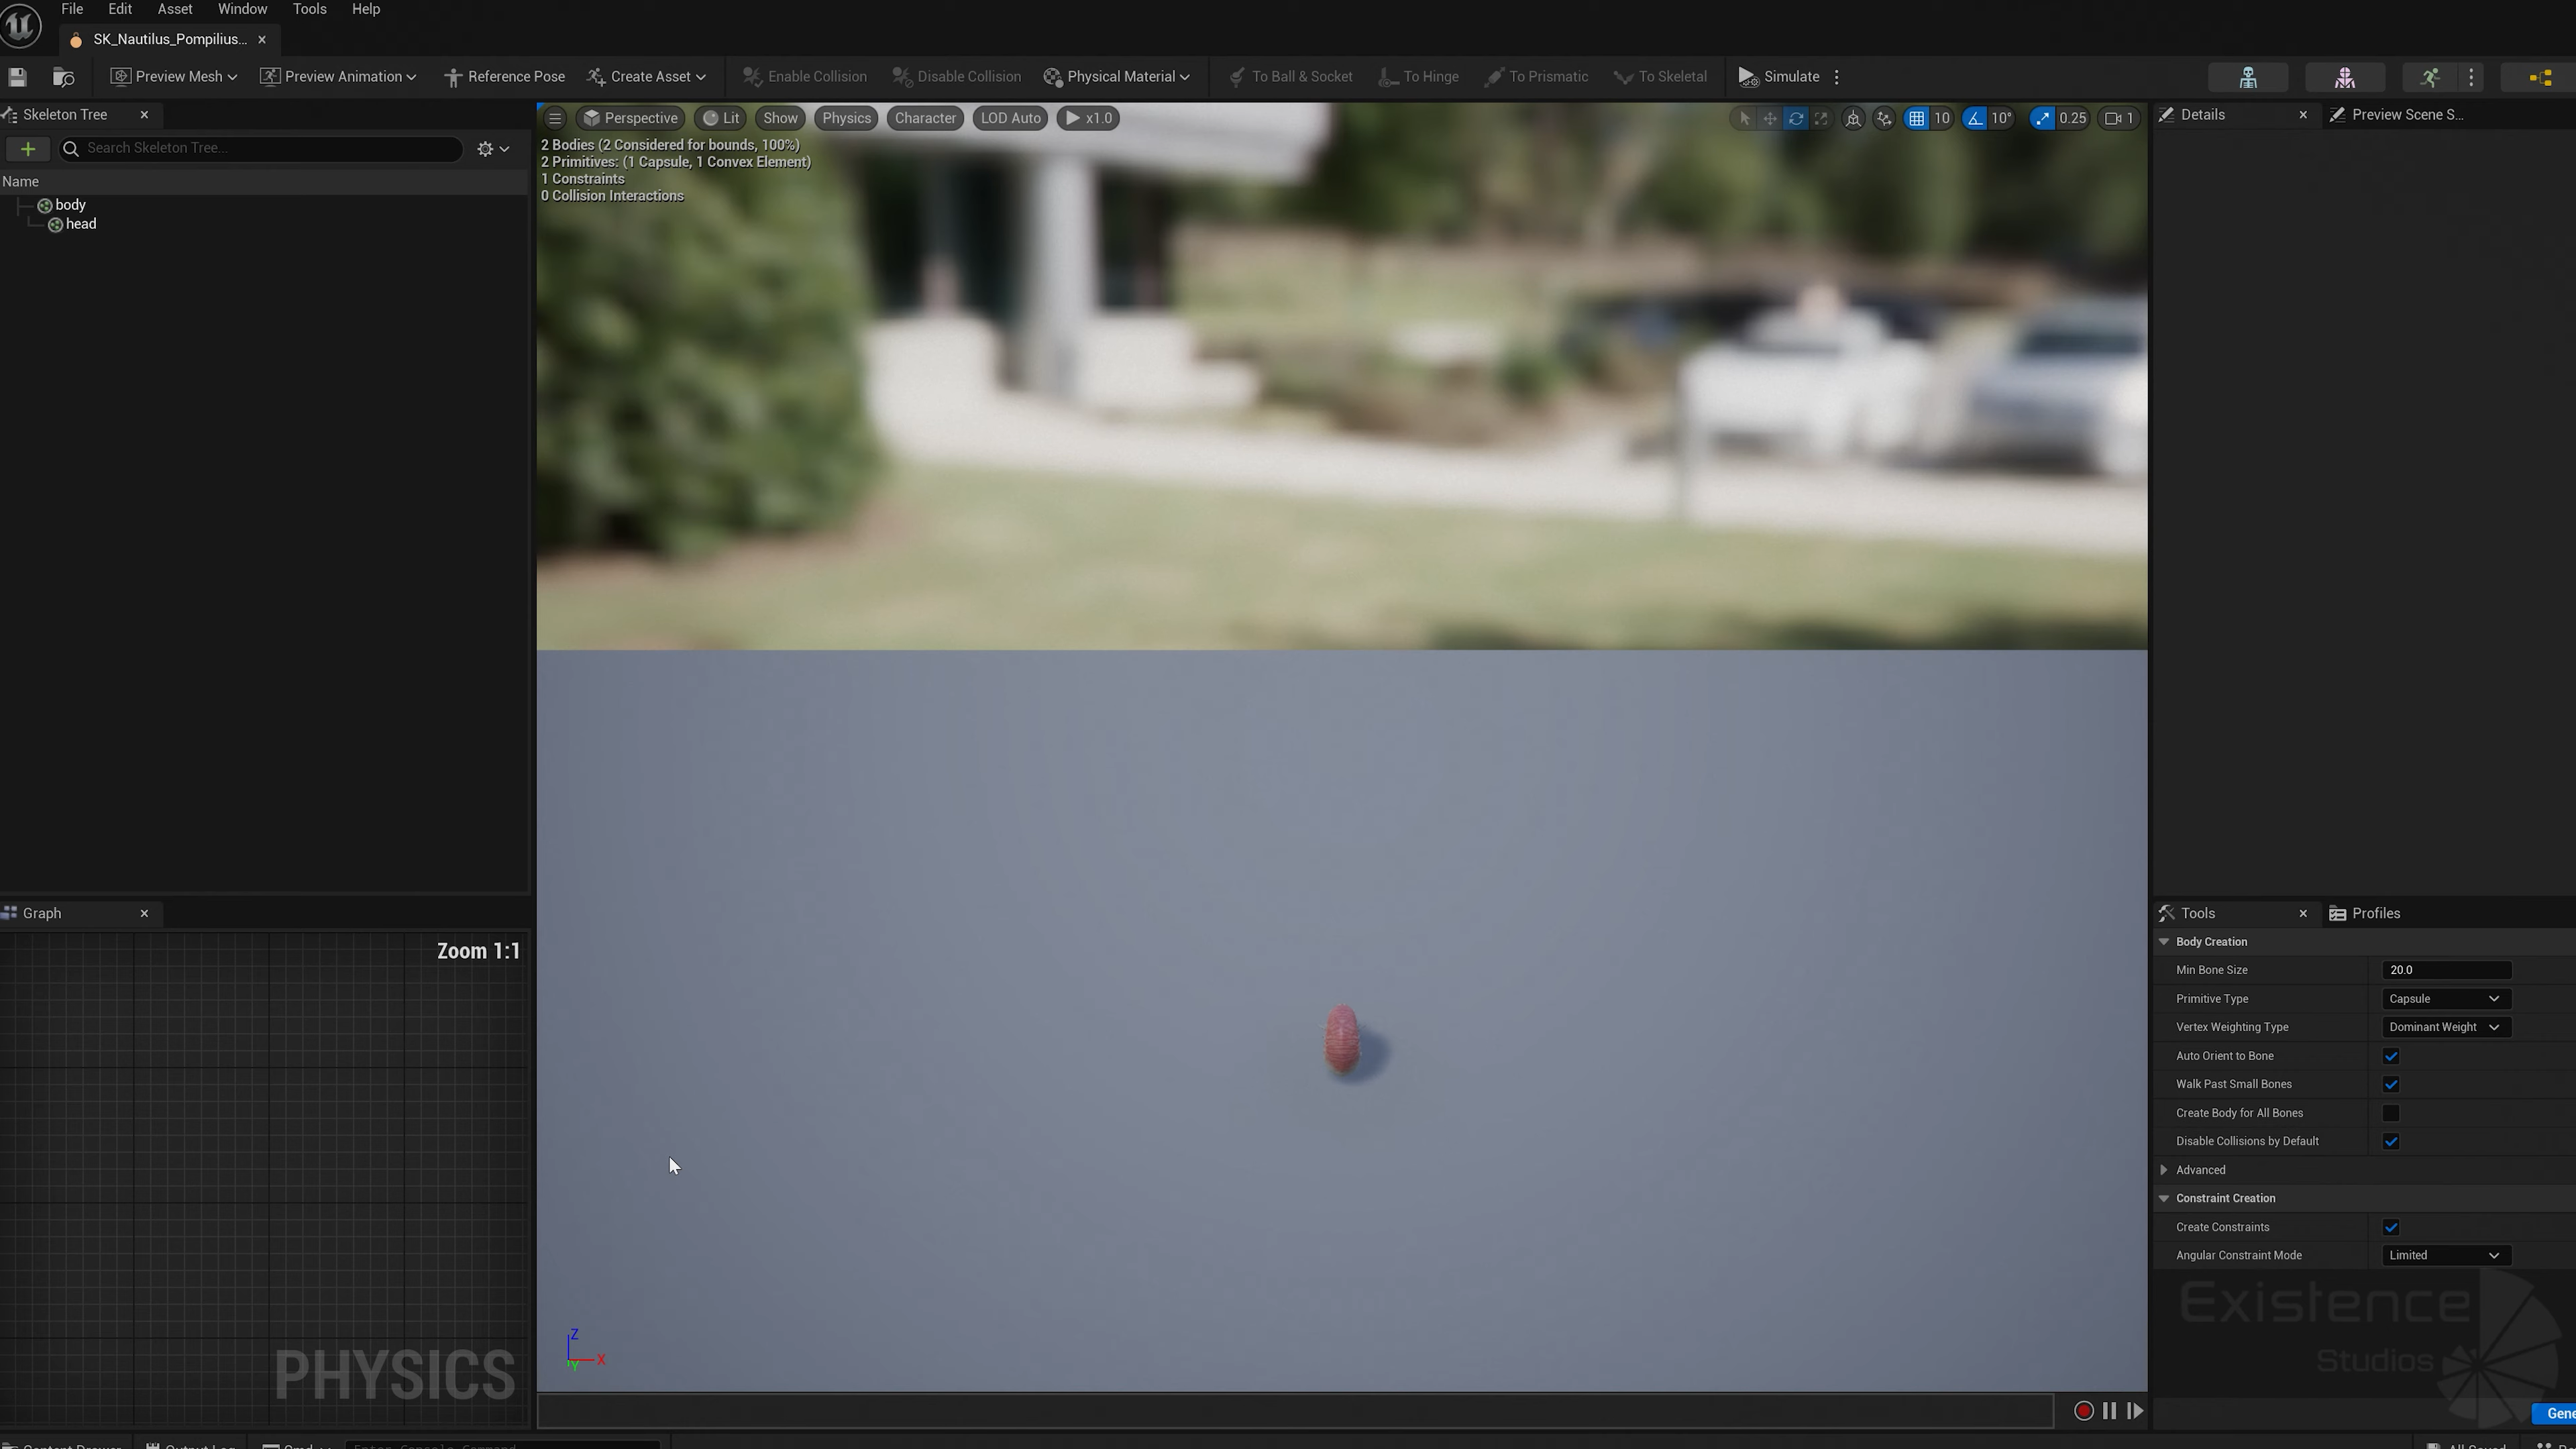 File Edit Asset Window Tools Help
SK_Nautilus_Pompilius...
Preview Mesh Preview Animation Reference Pose Create Asset Enable Collision Disable Collision Physical Material To Ball & Socket To Hinge To Prismatic To Skeletal Simulate
Skeleton Tree
Search Skeleton Tree...
Name
body
head
Perspective Lit Show Physics Character LOD Auto x1.0
10 10° 0.25 1
2 Bodies (2 Considered for bounds, 100%)
2 Primitives: (1 Capsule, 1 Convex Element)
1 Constraints
0 Collision Interactions
Details Preview Scene S...
Graph
Zoom 1:1
PHYSICS
Z
Y X
Tools Profiles
Body Creation
Min Bone Size 20.0
Primitive Type Capsule
Vertex Weighting Type Dominant Weight
Auto Orient to Bone
Walk Past Small Bones
Create Body for All Bones
Disable Collisions by Default
Advanced
Constraint Creation
Create Constraints
Angular Constraint Mode Limited
Existence
Studios
Gene